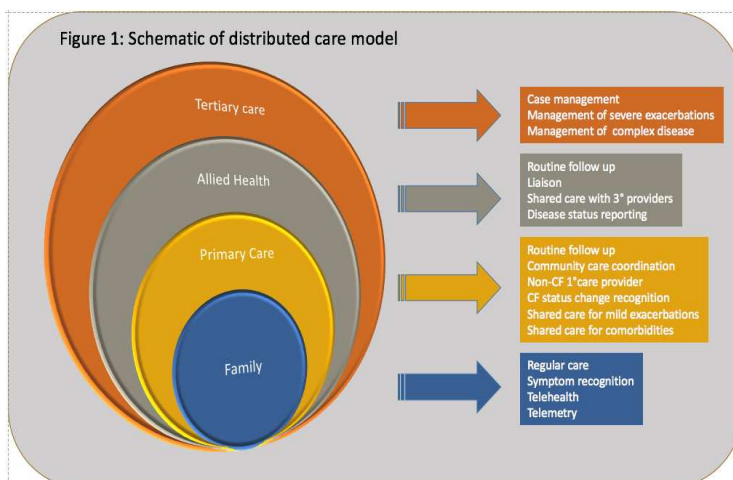 Figure 1: Schematic of distributed care model
Tertiary care
Case management
Management of severe exacerbations
Management of complex disease
Allied Health
Routine follow up
Liaison
Shared care with 3° providers
Disease status reporting
Primary Care
Routine follow up
Community care coordination
Non-CF 1°care provider
CF status change recognition
Shared care for mild exacerbations
Shared care for comorbidities
Family
Regular care
Symptom recognition
Telehealth
Telemetry